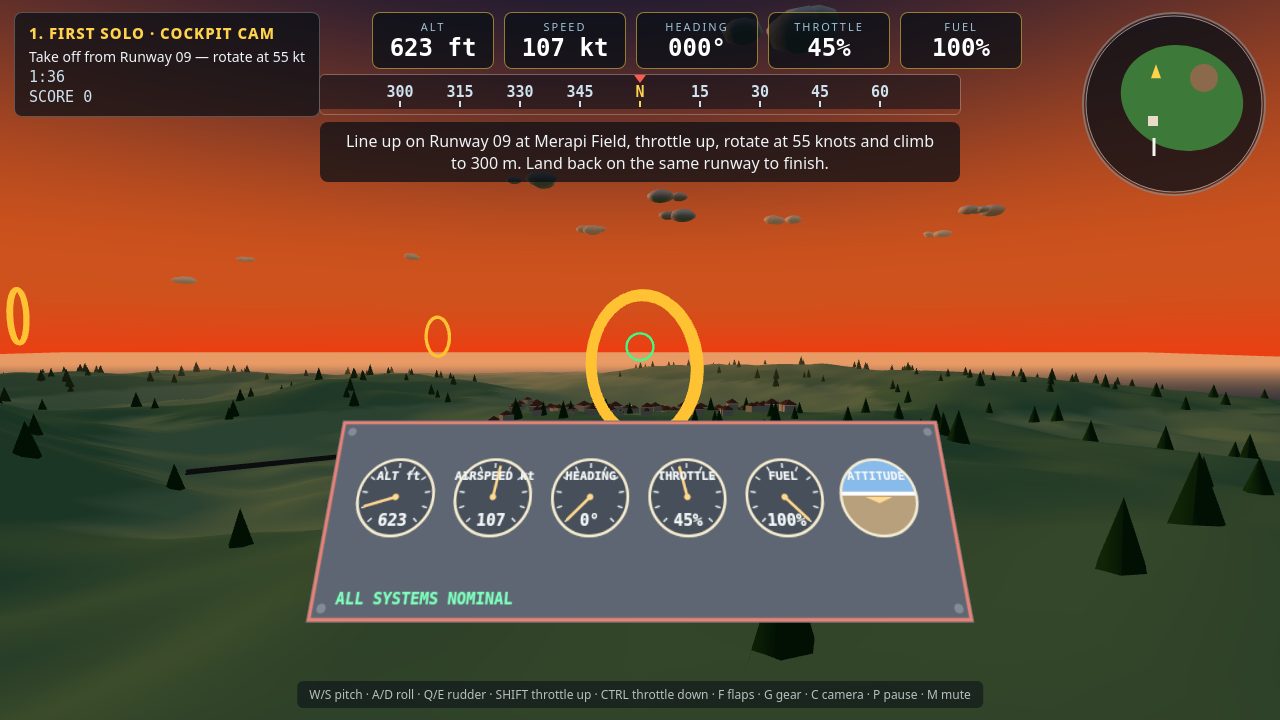 1. FIRST SOLO · COCKPIT CAM
Take off from Runway 09 — rotate at 55 kt
1:36
SCORE 0
ALT
623 ft
SPEED
107 kt
HEADING
000°
THROTTLE
45%
FUEL
100%
300 315 330 345 N 15 30 45 60
Line up on Runway 09 at Merapi Field, throttle up, rotate at 55 knots and climb
to 300 m. Land back on the same runway to finish.
ALT ft
623
AIRSPEED kt
107
HEADING
0°
THROTTLE
45%
FUEL
100%
ATTITUDE
ALL SYSTEMS NOMINAL
W/S pitch · A/D roll · Q/E rudder · SHIFT throttle up · CTRL throttle down · F flaps · G gear · C camera · P pause · M mute